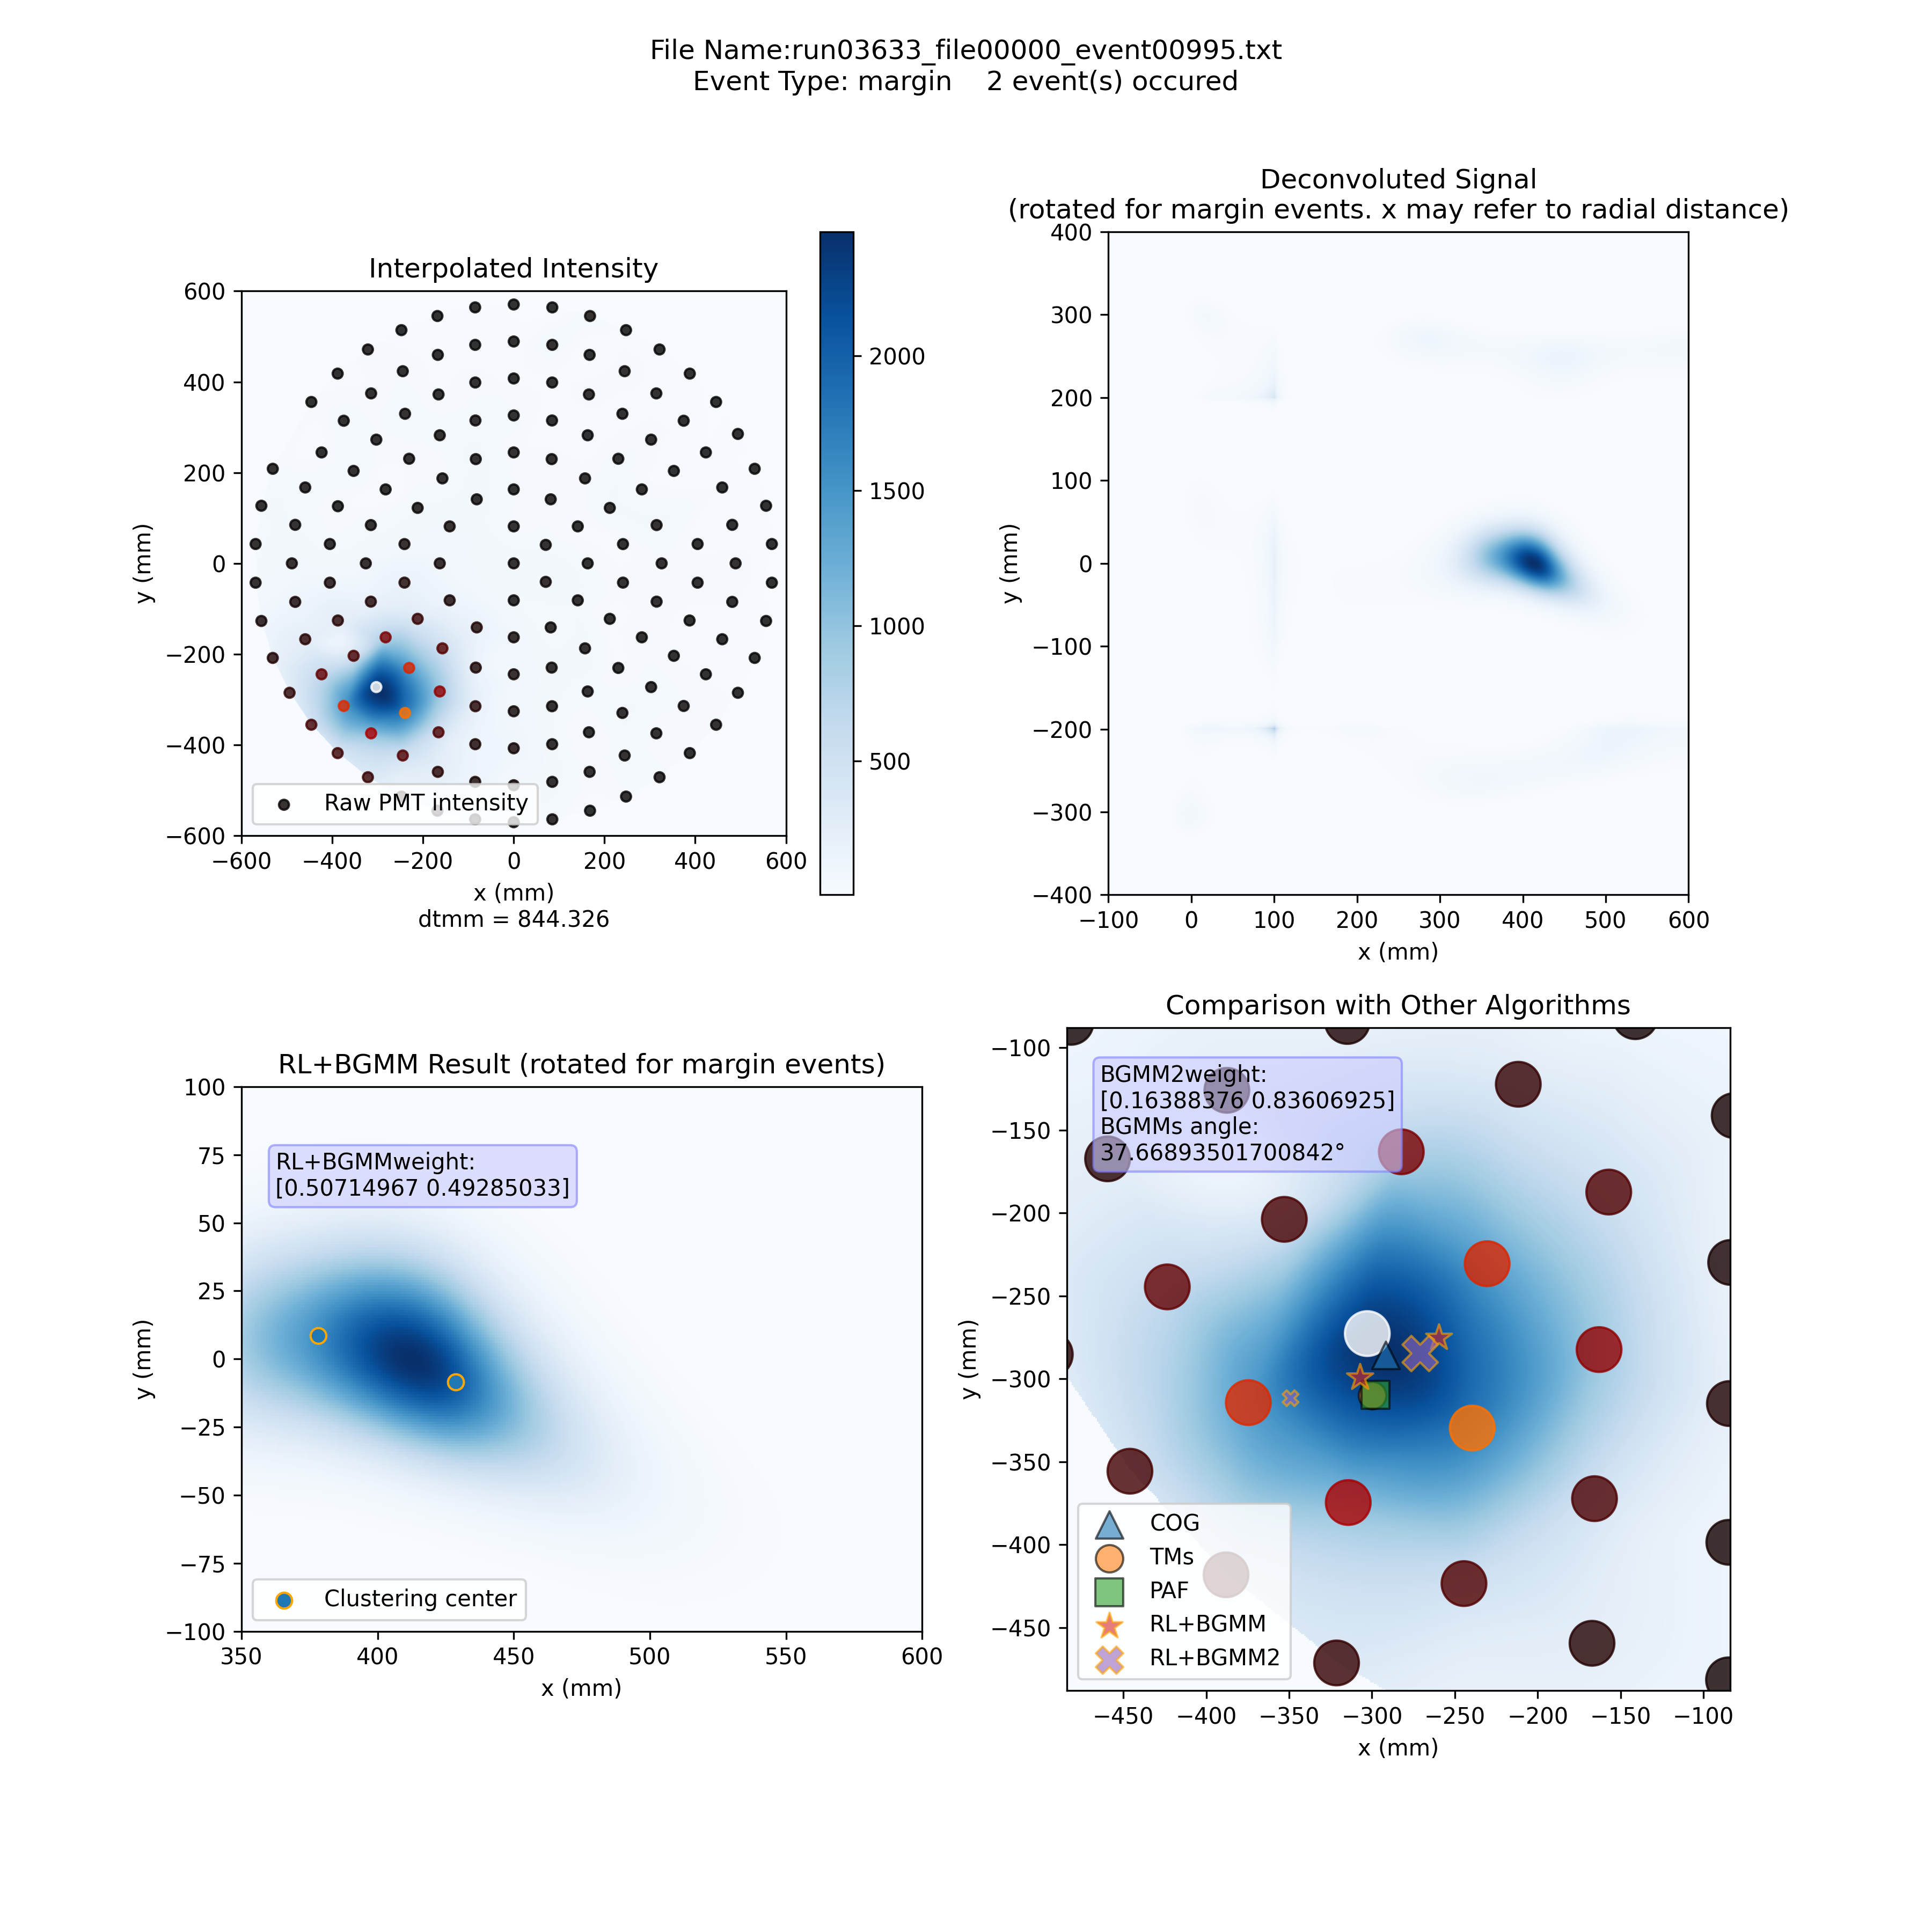 File Name:run03633_file00000_event00995.txt
Event Type: margin    2 event(s) occured
Interpolated Intensity
600
400
200
0
−200
−400
−600
y (mm)
Raw PMT intensity
−600 −400 −200 0 200 400 600
x (mm)
dtmm = 844.326
2000
1500
1000
500
Deconvoluted Signal
(rotated for margin events. x may refer to radial distance)
400
300
200
100
0
−100
−200
−300
−400
y (mm)
−100 0 100 200 300 400 500 600
x (mm)
RL+BGMM Result (rotated for margin events)
100
75
50
25
0
−25
−50
−75
−100
y (mm)
RL+BGMMweight:
[0.50714967 0.49285033]
Clustering center
350 400 450 500 550 600
x (mm)
Comparison with Other Algorithms
−100
−150
−200
−250
−300
−350
−400
−450
y (mm)
BGMM2weight:
[0.16388376 0.83606925]
BGMMs angle:
37.66893501700842°
COG
TMs
PAF
RL+BGMM
RL+BGMM2
−450 −400 −350 −300 −250 −200 −150 −100
x (mm)